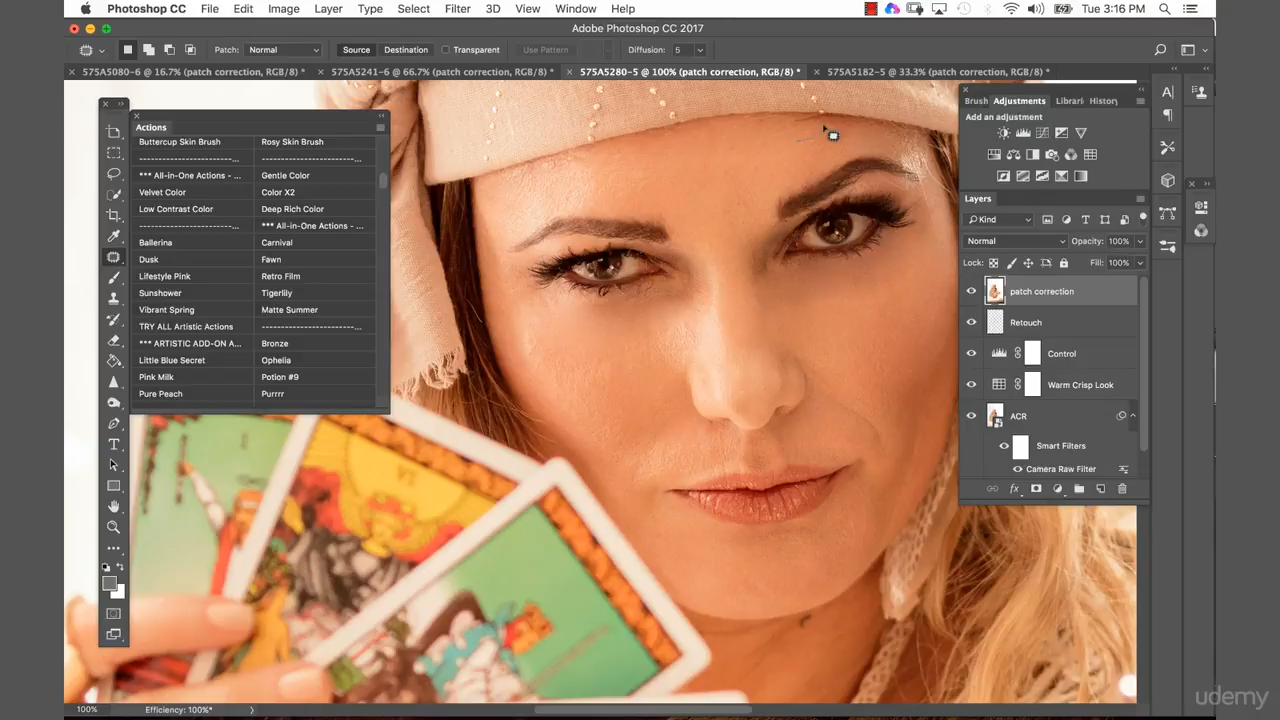 Photoshop CC File Edit Image Layer Type Select Filter 3D View Window Help Tue 3:16 PM
Adobe Photoshop CC 2017
Patch: Normal Source Destination Transparent Use Pattern Diffusion: 5
575A5080-6 @ 16.7% (patch correction, RGB/8) * 575A5241-6 @ 66.7% (patch correction, RGB/8) * 575A5280-5 @ 100% (patch correction, RGB/8) * 575A5182-5 @ 33.3% (patch correction, RGB/8) *
Actions
Buttercup Skin Brush Rosy Skin Brush
-----------------------... -----------------------...
*** All-in-One Actions - ... Gentle Color
Velvet Color Color X2
Low Contrast Color Deep Rich Color
-----------------------... *** All-in-One Actions - ...
Ballerina Carnival
Dusk Fawn
Lifestyle Pink Retro Film
Sunshower Tigerlily
Vibrant Spring Matte Summer
TRY ALL Artistic Actions -----------------------...
*** ARTISTIC ADD-ON A... Bronze
Little Blue Secret Ophelia
Pink Milk Potion #9
Pure Peach Purrrr
Brush Adjustments Librari History
Add an adjustment
Layers
Kind
Normal Opacity: 100%
Lock: Fill: 100%
patch correction
Retouch
Control
Warm Crisp Look
ACR
Smart Filters
Camera Raw Filter
fx
VI
100% Efficiency: 100%*
udemy